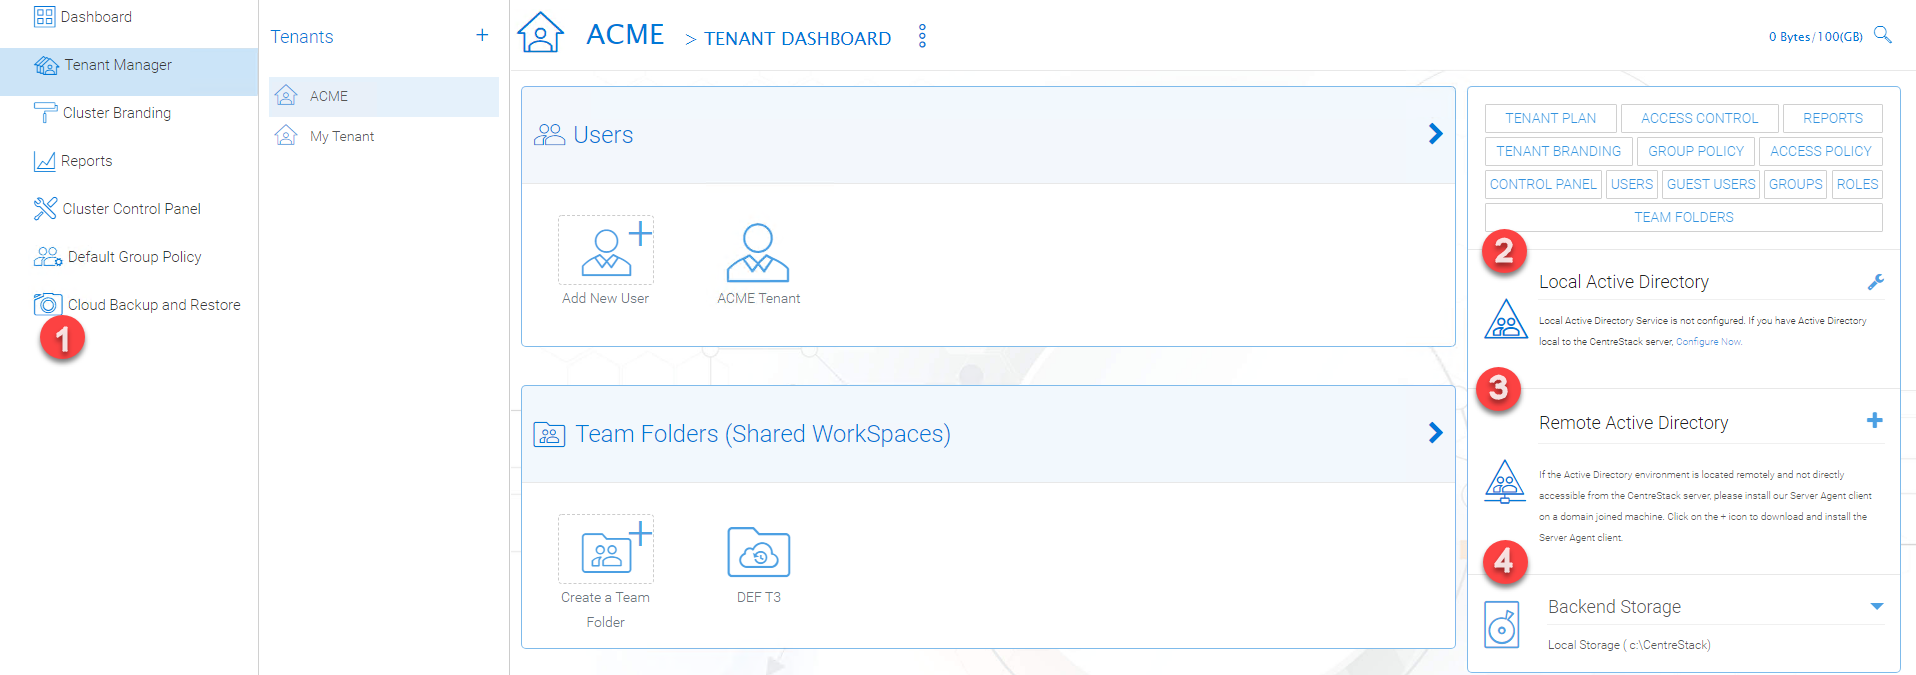 Dashboard
Tenant Manager
Cluster Branding
Reports
Cluster Control Panel
Default Group Policy
Cloud Backup and Restore
1
Tenants +
ACME
My Tenant
ACME > TENANT DASHBOARD
0 Bytes/100(GB)
Users
Add New User
ACME Tenant
Team Folders (Shared WorkSpaces)
Create a Team
Folder
DEF T3
TENANT PLAN ACCESS CONTROL REPORTS
TENANT BRANDING GROUP POLICY ACCESS POLICY
CONTROL PANEL USERS GUEST USERS GROUPS ROLES
TEAM FOLDERS
2
Local Active Directory
Local Active Directory Service is not configured. If you have Active Directory
local to the CentreStack server, Configure Now.
3
Remote Active Directory
If the Active Directory environment is located remotely and not directly
accessible from the CentreStack server, please install our Server Agent client
on a domain joined machine. Click on the + icon to download and install the
Server Agent client.
4
Backend Storage
Local Storage ( c:\CentreStack)